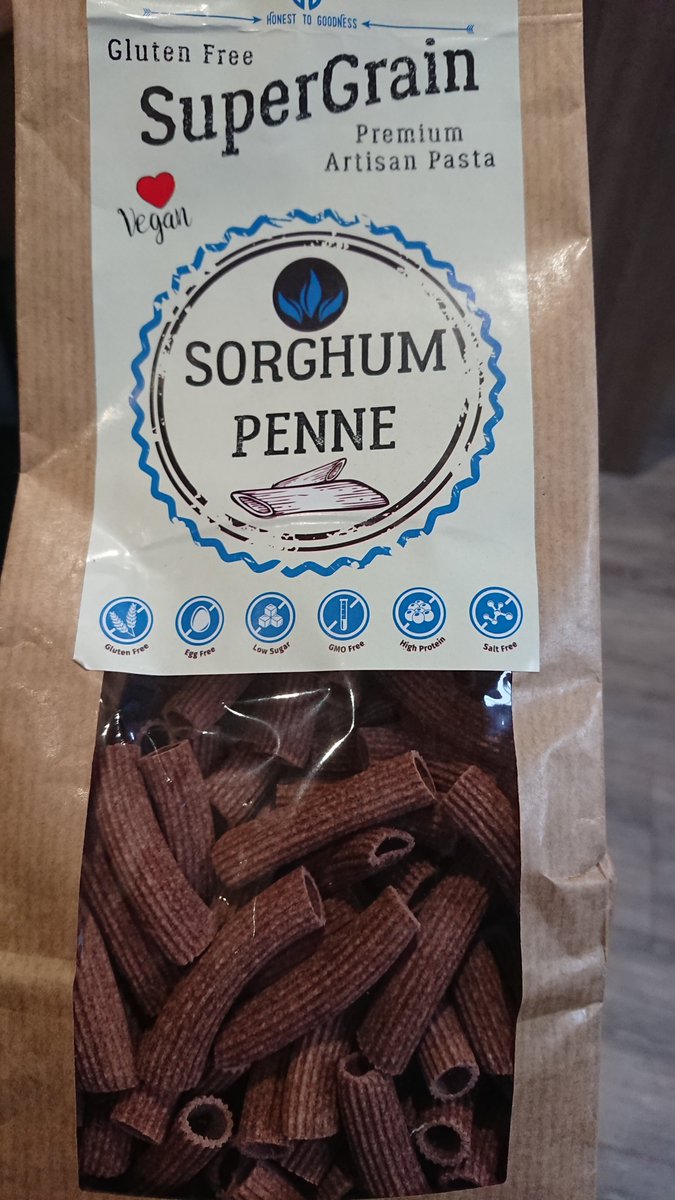 HONEST TO GOODNESS
Gluten Free
SuperGrain
Premium
Artisan Pasta
Vegan
SORGHUM
PENNE
Gluten Free
Egg Free
Low Sugar
GMO Free
High Protein
Salt Free